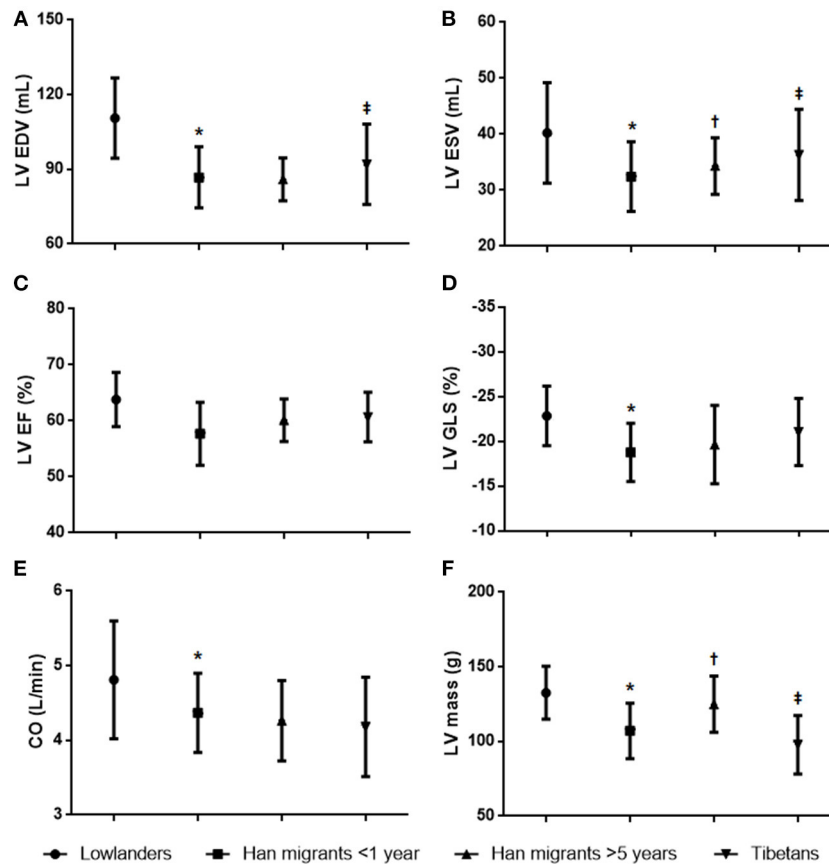 A
LV EDV (mL)
150
120
90
60
*
‡
B
LV ESV (mL)
60
50
40
30
20
*
†
‡
C
LV EF (%)
80
70
60
50
40
D
LV GLS (%)
-35
-30
-25
-20
-15
-10
*
E
CO (L/min)
6
5
4
3
*
F
LV mass (g)
200
150
100
50
*
†
‡
Lowlanders Han migrants <1 year Han migrants >5 years Tibetans